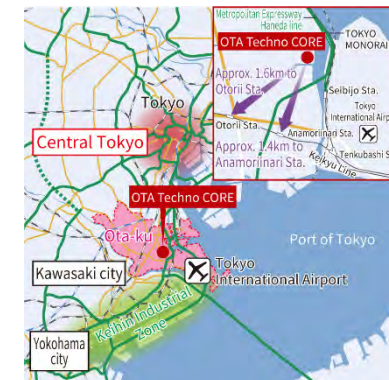 Metropolitan Expressway
Haneda line
TOKYO
MONORAIL
OTA Techno CORE
Seibijo Sta.
Approx. 1.6km to
Otorii Sta.
Tokyo
International Airp
Otorii Sta.
Anamoriinari Sta.
Approx. 1.4km to
Anamoriinari Sta.
Keikyu Line
Tenkubashi S
Tokyo
Central Tokyo
OTA Techno CORE
Ota-ku
Port of Tokyo
Kawasaki city
Tokyo
International Airport
Keihin Industrial
Zone
Yokohama
city